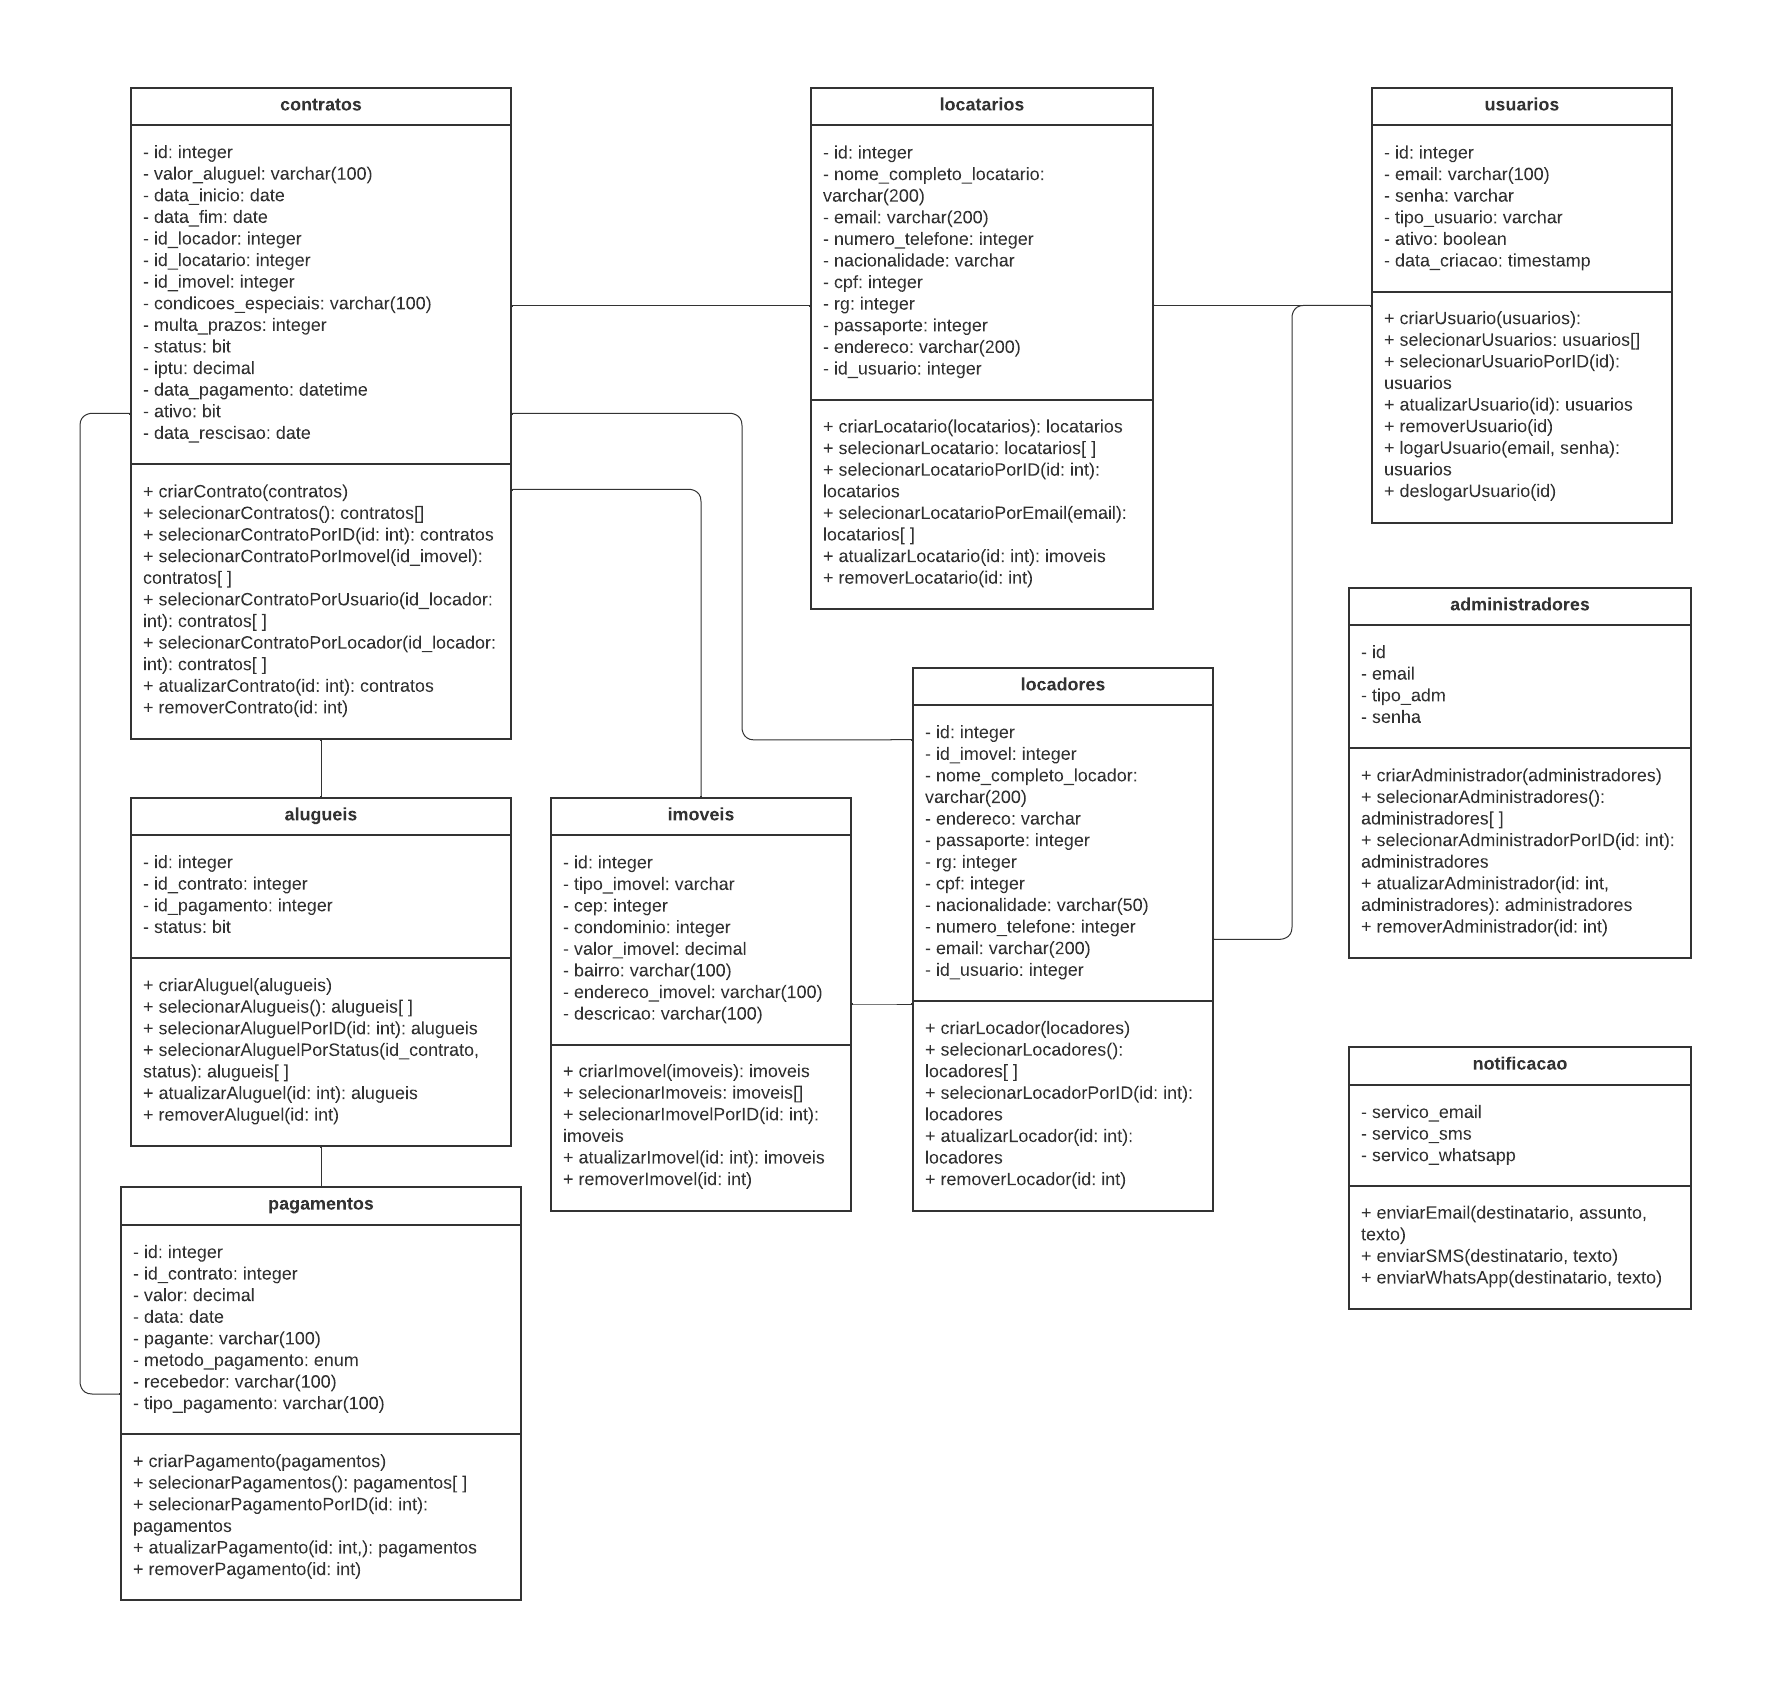 contratos
- id: integer
- valor_aluguel: varchar(100)
- data_inicio: date
- data_fim: date
- id_locador: integer
- id_locatario: integer
- id_imovel: integer
- condicoes_especiais: varchar(100)
- multa_prazos: integer
- status: bit
- iptu: decimal
- data_pagamento: datetime
- ativo: bit
- data_rescisao: date
+ criarContrato(contratos)
+ selecionarContratos(): contratos[]
+ selecionarContratoPorID(id: int): contratos
+ selecionarContratoPorImovel(id_imovel):
contratos[ ]
+ selecionarContratoPorUsuario(id_locador:
int): contratos[ ]
+ selecionarContratoPorLocador(id_locador:
int): contratos[ ]
+ atualizarContrato(id: int): contratos
+ removerContrato(id: int)
locatarios
- id: integer
- nome_completo_locatario:
varchar(200)
- email: varchar(200)
- numero_telefone: integer
- nacionalidade: varchar
- cpf: integer
- rg: integer
- passaporte: integer
- endereco: varchar(200)
- id_usuario: integer
+ criarLocatario(locatarios): locatarios
+ selecionarLocatario: locatarios[ ]
+ selecionarLocatarioPorID(id: int):
locatarios
+ selecionarLocatarioPorEmail(email):
locatarios[ ]
+ atualizarLocatario(id: int): imoveis
+ removerLocatario(id: int)
usuarios
- id: integer
- email: varchar(100)
- senha: varchar
- tipo_usuario: varchar
- ativo: boolean
- data_criacao: timestamp
+ criarUsuario(usuarios):
+ selecionarUsuarios: usuarios[]
+ selecionarUsuarioPorID(id):
usuarios
+ atualizarUsuario(id): usuarios
+ removerUsuario(id)
+ logarUsuario(email, senha):
usuarios
+ deslogarUsuario(id)
administradores
- id
- email
- tipo_adm
- senha
+ criarAdministrador(administradores)
+ selecionarAdministradores():
administradores[ ]
+ selecionarAdministradorPorID(id: int):
administradores
+ atualizarAdministrador(id: int,
administradores): administradores
+ removerAdministrador(id: int)
locadores
- id: integer
- id_imovel: integer
- nome_completo_locador:
varchar(200)
- endereco: varchar
- passaporte: integer
- rg: integer
- cpf: integer
- nacionalidade: varchar(50)
- numero_telefone: integer
- email: varchar(200)
- id_usuario: integer
+ criarLocador(locadores)
+ selecionarLocadores():
locadores[ ]
+ selecionarLocadorPorID(id: int):
locadores
+ atualizarLocador(id: int):
locadores
+ removerLocador(id: int)
alugueis
- id: integer
- id_contrato: integer
- id_pagamento: integer
- status: bit
+ criarAluguel(alugueis)
+ selecionarAlugueis(): alugueis[ ]
+ selecionarAluguelPorID(id: int): alugueis
+ selecionarAluguelPorStatus(id_contrato,
status): alugueis[ ]
+ atualizarAluguel(id: int): alugueis
+ removerAluguel(id: int)
imoveis
- id: integer
- tipo_imovel: varchar
- cep: integer
- condominio: integer
- valor_imovel: decimal
- bairro: varchar(100)
- endereco_imovel: varchar(100)
- descricao: varchar(100)
+ criarImovel(imoveis): imoveis
+ selecionarImoveis: imoveis[]
+ selecionarImovelPorID(id: int):
imoveis
+ atualizarImovel(id: int): imoveis
+ removerImovel(id: int)
notificacao
- servico_email
- servico_sms
- servico_whatsapp
+ enviarEmail(destinatario, assunto,
texto)
+ enviarSMS(destinatario, texto)
+ enviarWhatsApp(destinatario, texto)
pagamentos
- id: integer
- id_contrato: integer
- valor: decimal
- data: date
- pagante: varchar(100)
- metodo_pagamento: enum
- recebedor: varchar(100)
- tipo_pagamento: varchar(100)
+ criarPagamento(pagamentos)
+ selecionarPagamentos(): pagamentos[ ]
+ selecionarPagamentoPorID(id: int):
pagamentos
+ atualizarPagamento(id: int,): pagamentos
+ removerPagamento(id: int)